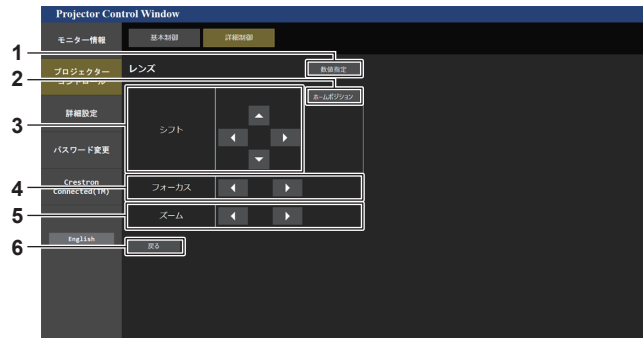 Projector Control Window
モニター情報
基本制御
詳細制御
1
プロジェクター
コントロール
レンズ
数値指定
2
ホームポジション
詳細設定
3
シフト
パスワード変更
Crestron
Connected(TM)
4
フォーカス
5
ズーム
English
6
戻る